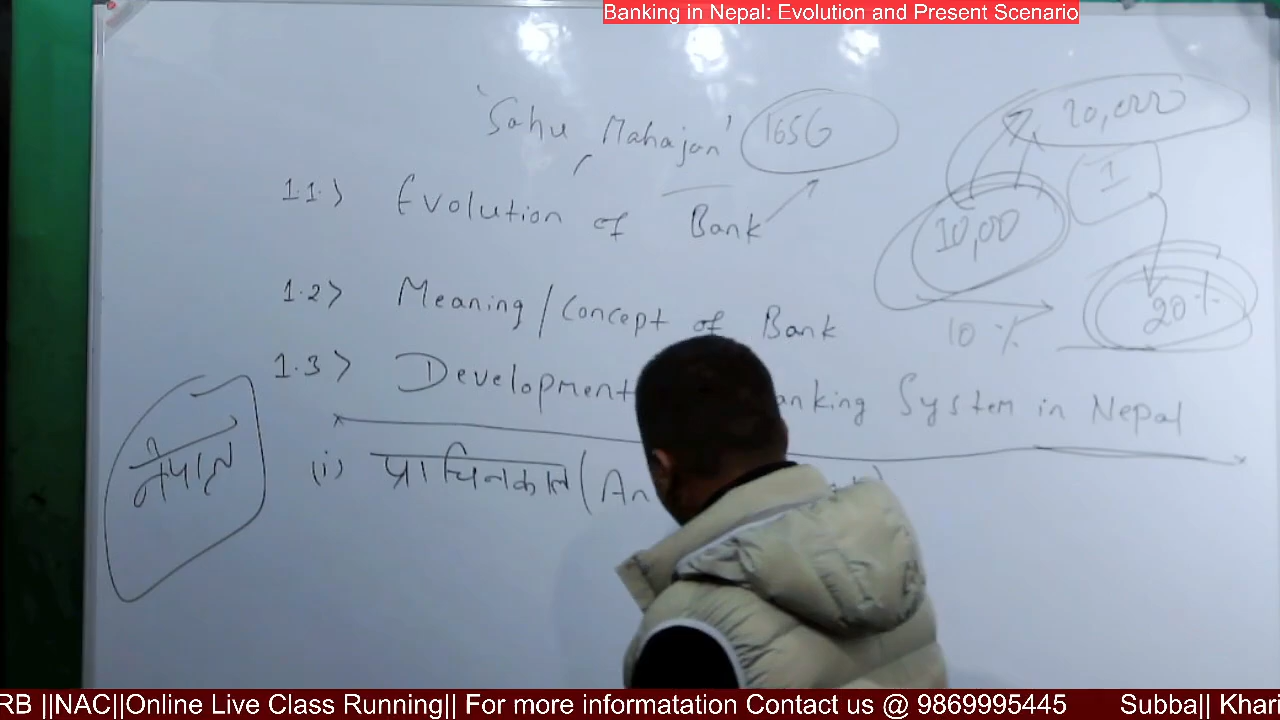 Banking in Nepal: Evolution and Present Scenario
'Sahu Mahajan' 1656
20,000
1
1.1> Evolution of Bank
10,00
1.2> Meaning/Concept of Bank
10 %
20%
1.3> Development anking System in Nepal
नेपाल
(i) प्राचिनकाल (An
RB ||NAC||Online Live Class Running|| For more informatation Contact us @ 9869995445 Subba|| Khari